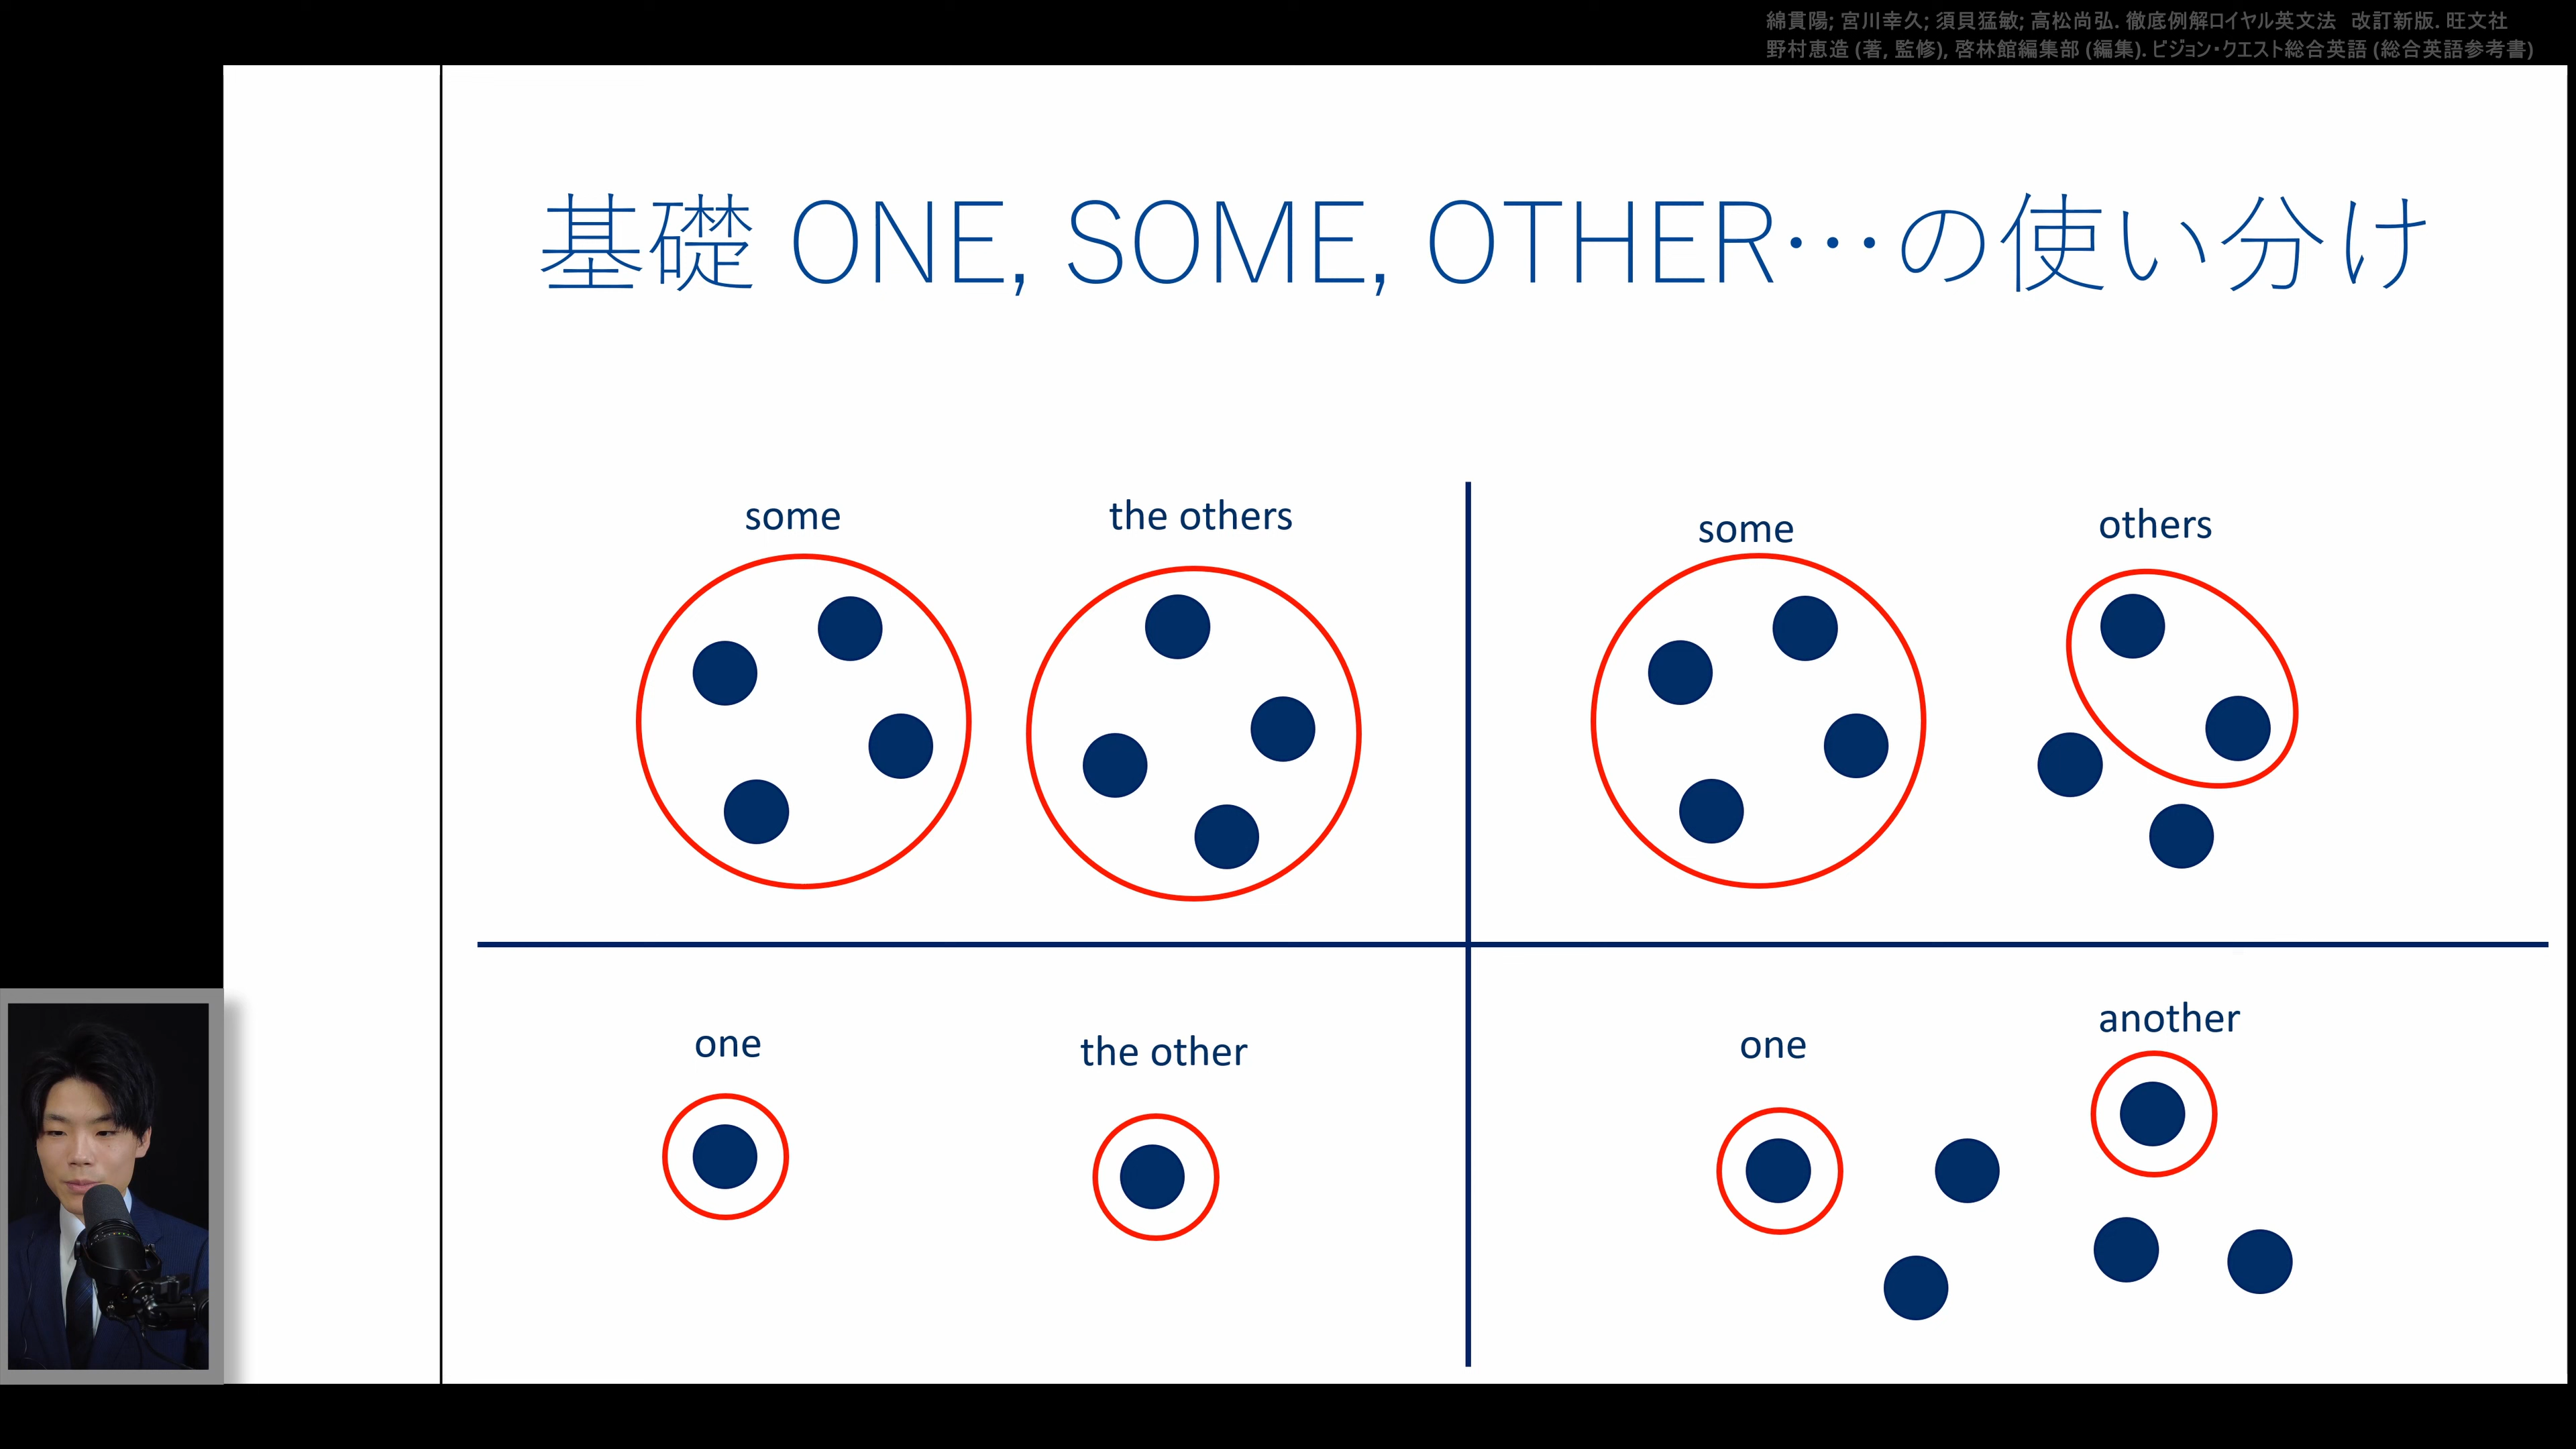 綿貫陽; 宮川幸久; 須貝猛敏; 高松尚弘. 徹底例解ロイヤル英文法　改訂新版. 旺文社
野村恵造 (著, 監修), 啓林館編集部 (編集). ビジョン・クエスト総合英語 (総合英語参考書)
基礎 ONE, SOME, OTHER…の使い分け
some
the others
some
others
one
the other
one
another